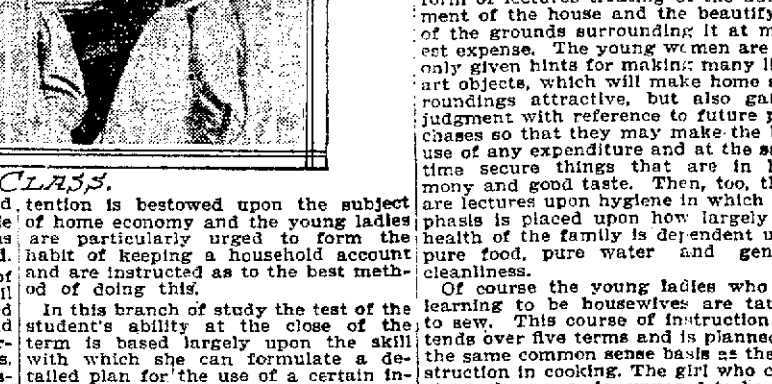 CLASS.
d
le
as
d.
of
ll
d
d
r-
s,
tention is bestowed upon the subject
of home economy and the young ladies
are particularly urged to form the
habit of keeping a household account
and are instructed as to the best meth-
od of doing this.
In this branch of study the test of the
student's ability at the close of the
term is based largely upon the skill
with which she can formulate a de-
tailed plan for the use of a certain in-
ment of the house and the beautify
of the grounds surrounding it at m
est expense. The young women are
only given hints for making many li
art objects, which will make home s
roundings attractive, but also gai
judgment with reference to future p
chases so that they may make the b
use of any expenditure and at the sa
time secure things that are in h
mony and good taste. Then, too, th
are lectures upon hygiene in which
phasis is placed upon how largely
health of the family is dependent u
pure food, pure water and gen
cleanliness.
Of course the young ladies who
learning to be housewives are tau
to sew. This course of instruction
tends over five terms and is planned
the same common sense basis as the
struction in cooking. The girl who c